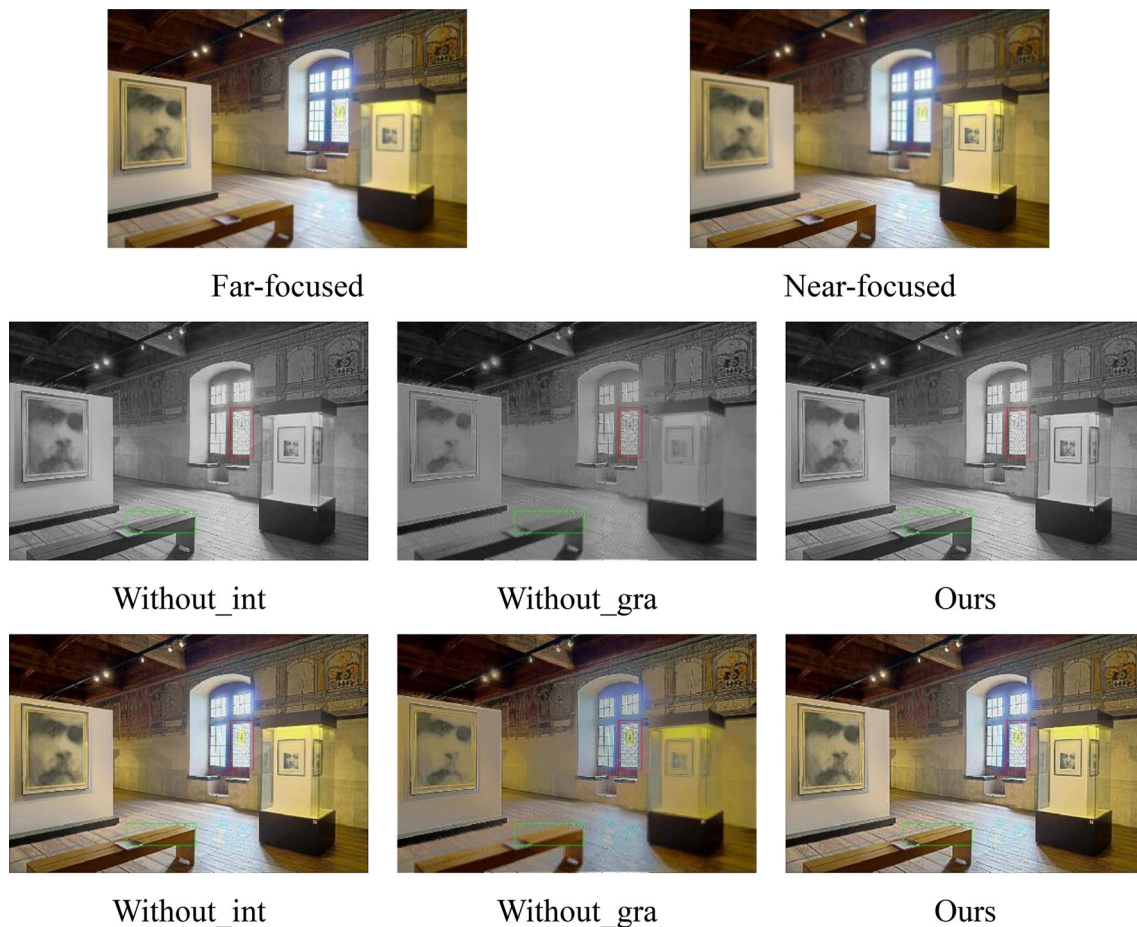 Far-focused
Near-focused
Without_int
Without_gra
Ours
Without_int
Without_gra
Ours